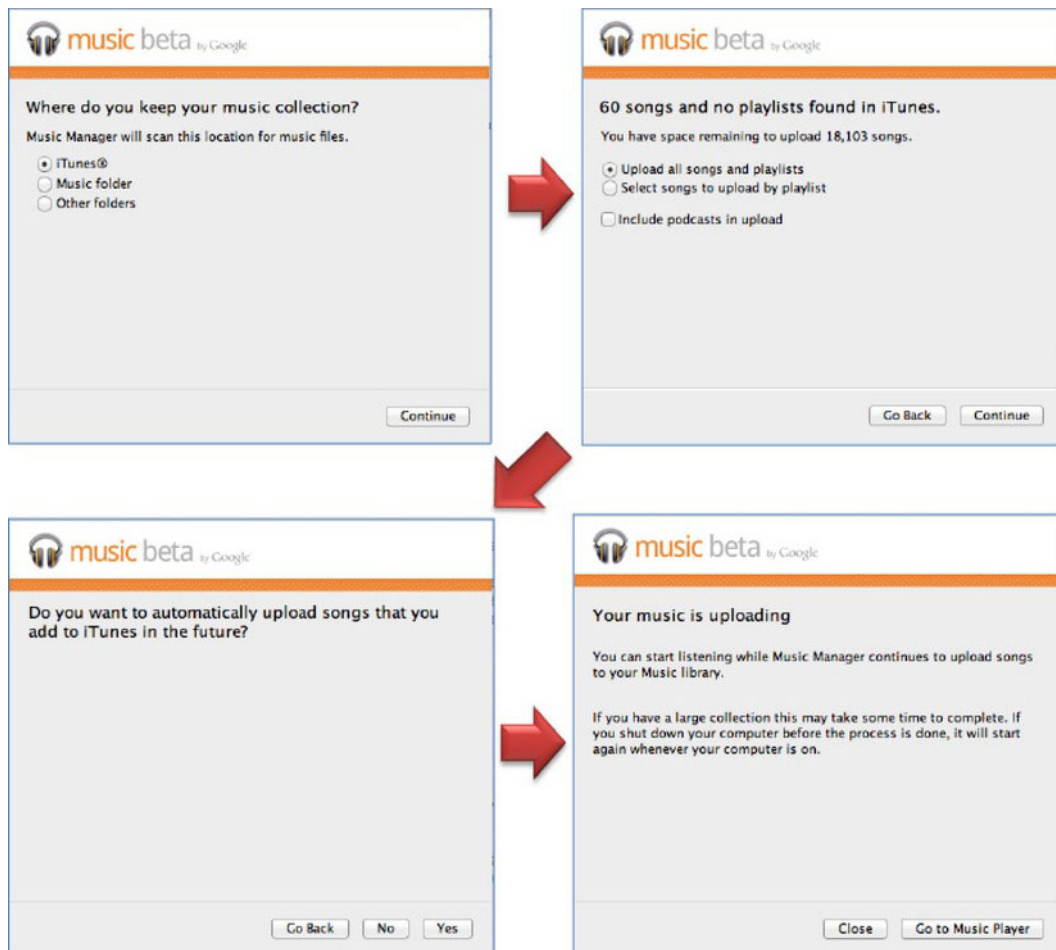 music beta by Google
Where do you keep your music collection?
Music Manager will scan this location for music files.
iTunes®
Music folder
Other folders
Continue
music beta by Google
60 songs and no playlists found in iTunes.
You have space remaining to upload 18,103 songs.
Upload all songs and playlists
Select songs to upload by playlist
Include podcasts in upload
Go Back Continue
music beta by Google
Do you want to automatically upload songs that you
add to iTunes in the future?
Go Back No Yes
music beta by Google
Your music is uploading
You can start listening while Music Manager continues to upload songs
to your Music library.
If you have a large collection this may take some time to complete. If
you shut down your computer before the process is done, it will start
again whenever your computer is on.
Close Go to Music Player